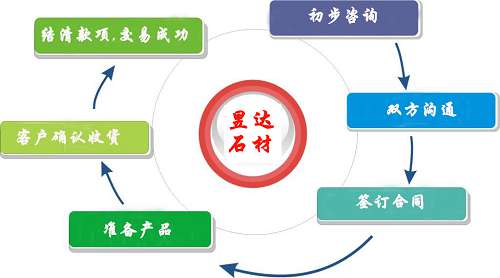 初步咨询
双方沟通
签订合同
准备产品
客户确认收货
结清款项,交易成功
昱达
石材